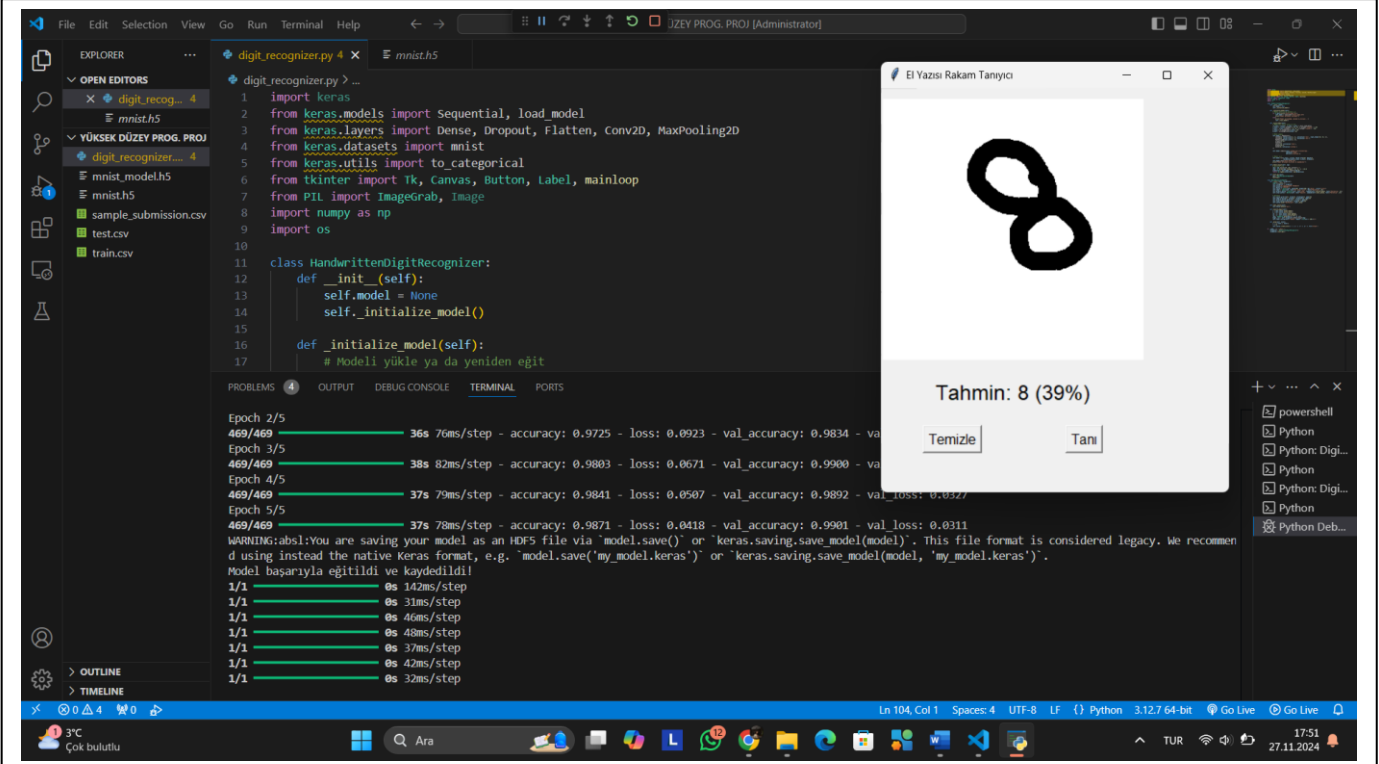 File Edit Selection View Go Run Terminal Help
ÜZEY PROG. PROJ [Administrator]
EXPLORER
OPEN EDITORS
digit_recog... 4
mnist.h5
YÜKSEK DÜZEY PROG. PROJ
digit_recognizer.... 4
mnist_model.h5
mnist.h5
sample_submission.csv
test.csv
train.csv
OUTLINE
TIMELINE
digit_recognizer.py 4
mnist.h5
digit_recognizer.py > ...
1 import keras
2 from keras.models import Sequential, load_model
3 from keras.layers import Dense, Dropout, Flatten, Conv2D, MaxPooling2D
4 from keras.datasets import mnist
5 from keras.utils import to_categorical
6 from tkinter import Tk, Canvas, Button, Label, mainloop
7 from PIL import ImageGrab, Image
8 import numpy as np
9 import os
10
11 class HandwrittenDigitRecognizer:
12 def __init__(self):
13 self.model = None
14 self._initialize_model()
15
16 def _initialize_model(self):
17 # Modeli yükle ya da yeniden eğit
El Yazısı Rakam Tanıyıcı
Tahmin: 8 (39%)
Temizle
Tanı
PROBLEMS 4 OUTPUT DEBUG CONSOLE TERMINAL PORTS
Epoch 2/5
469/469 36s 76ms/step - accuracy: 0.9725 - loss: 0.0923 - val_accuracy: 0.9834 - va
Epoch 3/5
469/469 38s 82ms/step - accuracy: 0.9803 - loss: 0.0671 - val_accuracy: 0.9900 - va
Epoch 4/5
469/469 37s 79ms/step - accuracy: 0.9841 - loss: 0.0507 - val_accuracy: 0.9892 - val_loss: 0.0327
Epoch 5/5
469/469 37s 78ms/step - accuracy: 0.9871 - loss: 0.0418 - val_accuracy: 0.9901 - val_loss: 0.0311
WARNING:absl:You are saving your model as an HDF5 file via `model.save()` or `keras.saving.save_model(model)`. This file format is considered legacy. We recommen
d using instead the native Keras format, e.g. `model.save('my_model.keras')` or `keras.saving.save_model(model, 'my_model.keras')`.
Model başarıyla eğitildi ve kaydedildi!
1/1 0s 142ms/step
1/1 0s 31ms/step
1/1 0s 46ms/step
1/1 0s 48ms/step
1/1 0s 37ms/step
1/1 0s 42ms/step
1/1 0s 32ms/step
powershell
Python
Python: Digi...
Python
Python: Digi...
Python
Python Deb...
0 4 0
Ln 104, Col 1 Spaces: 4 UTF-8 LF {} Python 3.12.7 64-bit Go Live Go Live
3°C
Çok bulutlu
Ara
TUR
17:51
27.11.2024